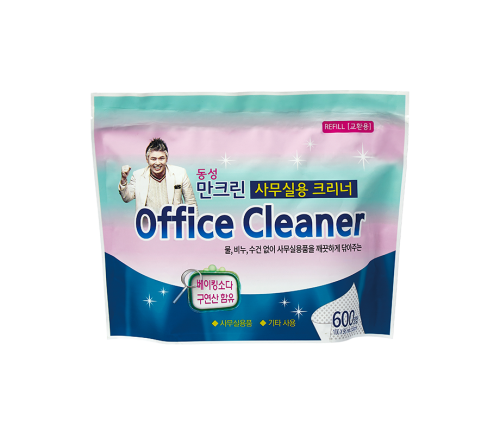 REFILL [교환용]
동성
만크린 사무실용 크리너
Office Cleaner
물, 비누, 수건 없이 사무실용품을 깨끗하게 닦아주는
베이킹소다
구연산 함유
◆ 사무실용품 ◆ 기타 사용
600